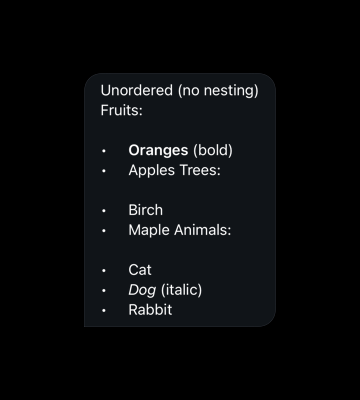 Unordered (no nesting)
Fruits:
• Oranges (bold)
• Apples Trees:
• Birch
• Maple Animals:
• Cat
• Dog (italic)
• Rabbit